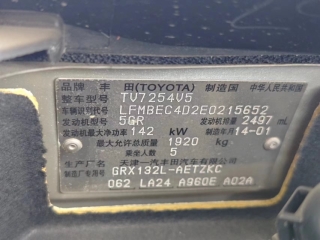 品牌 丰田(TOYOTA) 制造国 中华人民共和国
整车型号 TV7254V5
车辆识别代号 LFMBEC4D2E0215652
发动机型号 5GR 发动机排量 2497 mL
发动机最大净功率 142 kW 制造年月 14-01
最大允许总质量 1920 kg
乘坐人数 5
生产厂名: 天津一汽丰田汽车有限公司
GRX132L-AETZKC
062 LA24 A960E A02A